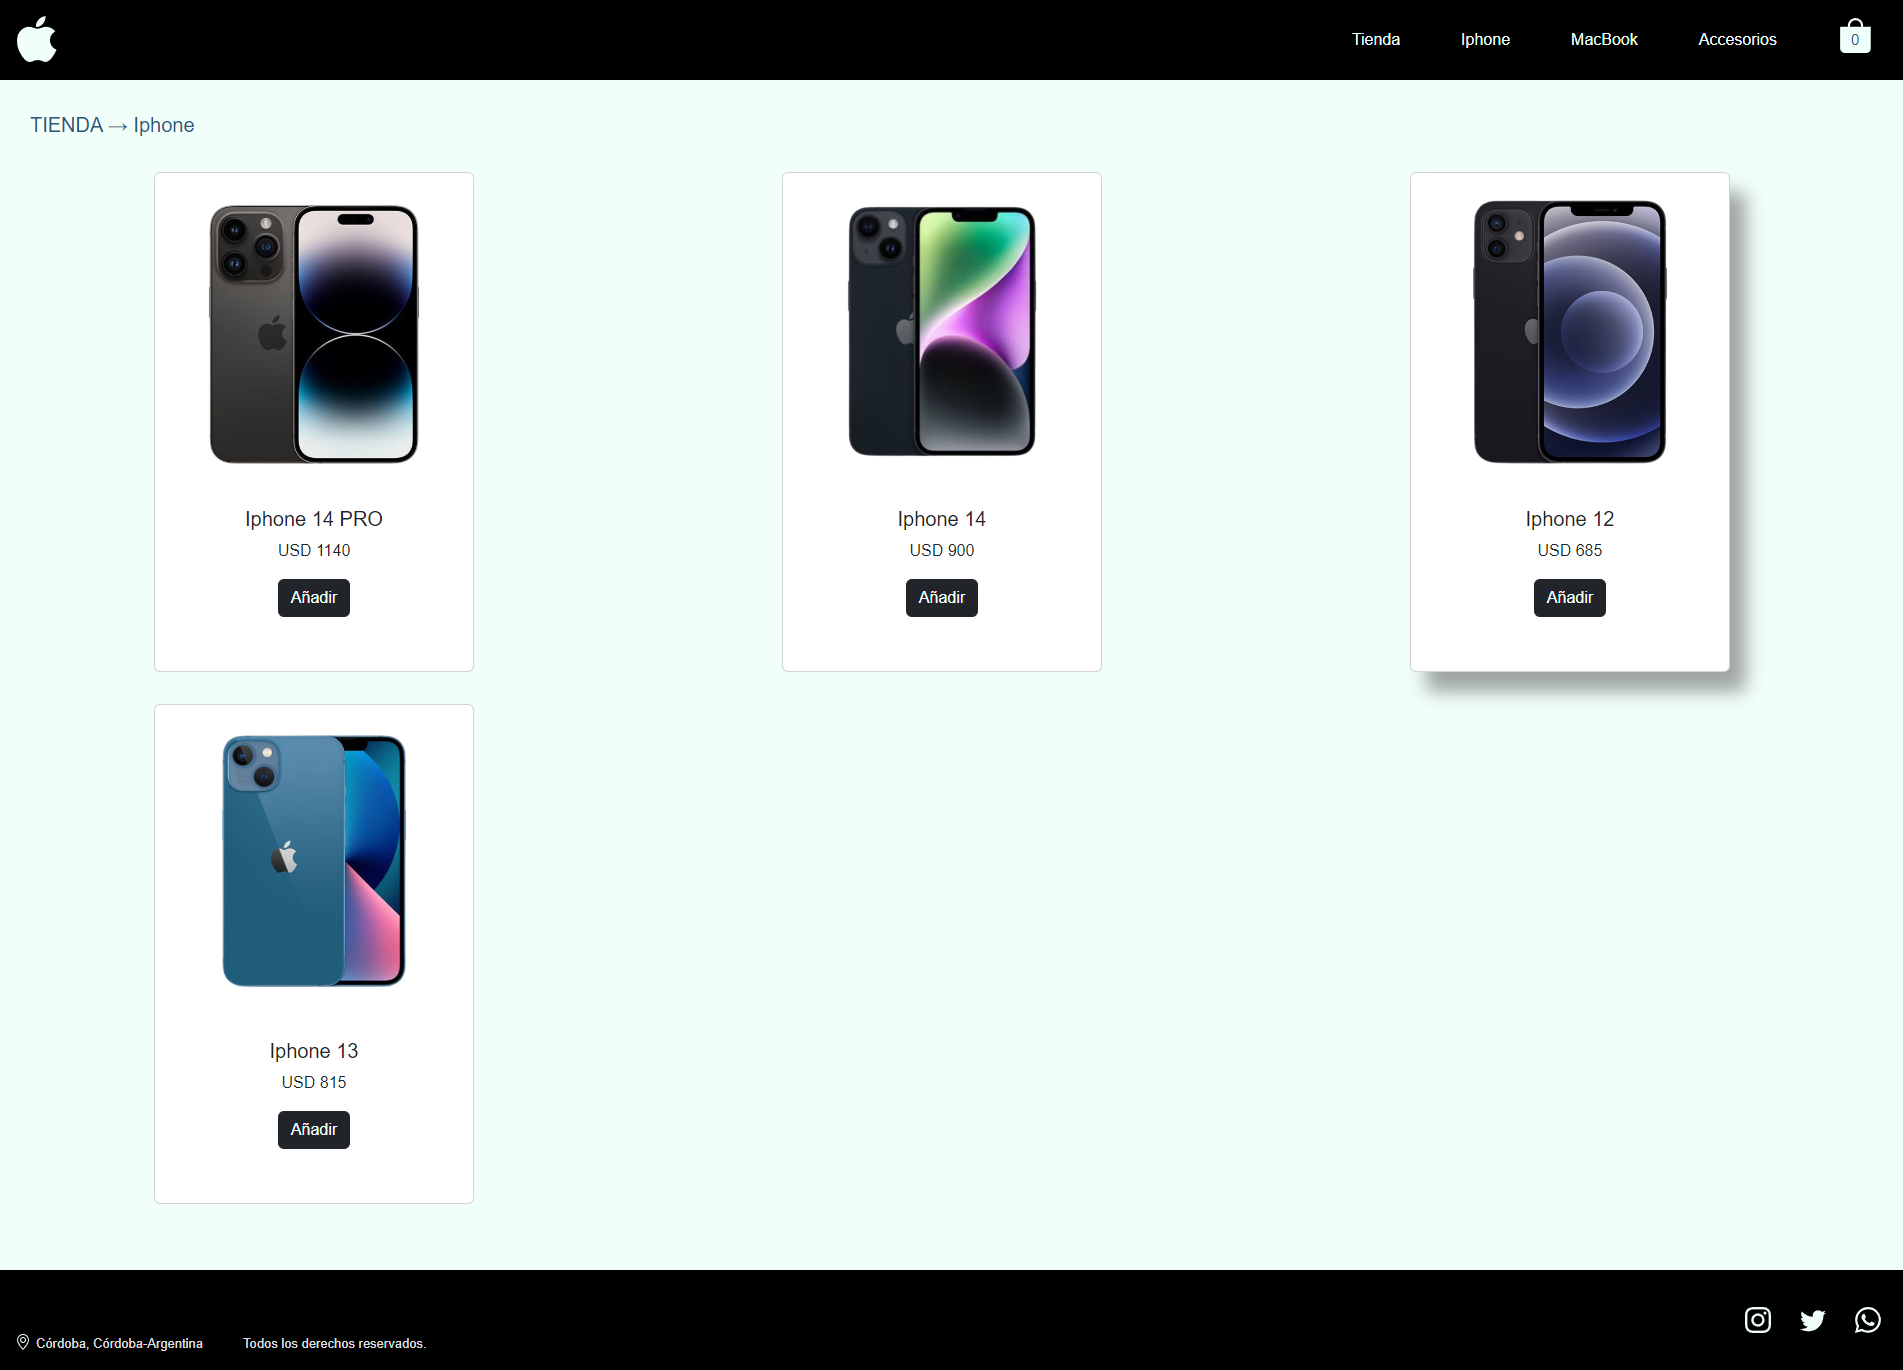 Tienda Iphone MacBook Accesorios 0
TIENDA → Iphone
Iphone 14 PRO
USD 1140
Añadir
Iphone 14
USD 900
Añadir
Iphone 12
USD 685
Añadir
Iphone 13
USD 815
Añadir
Córdoba, Córdoba-Argentina Todos los derechos reservados.